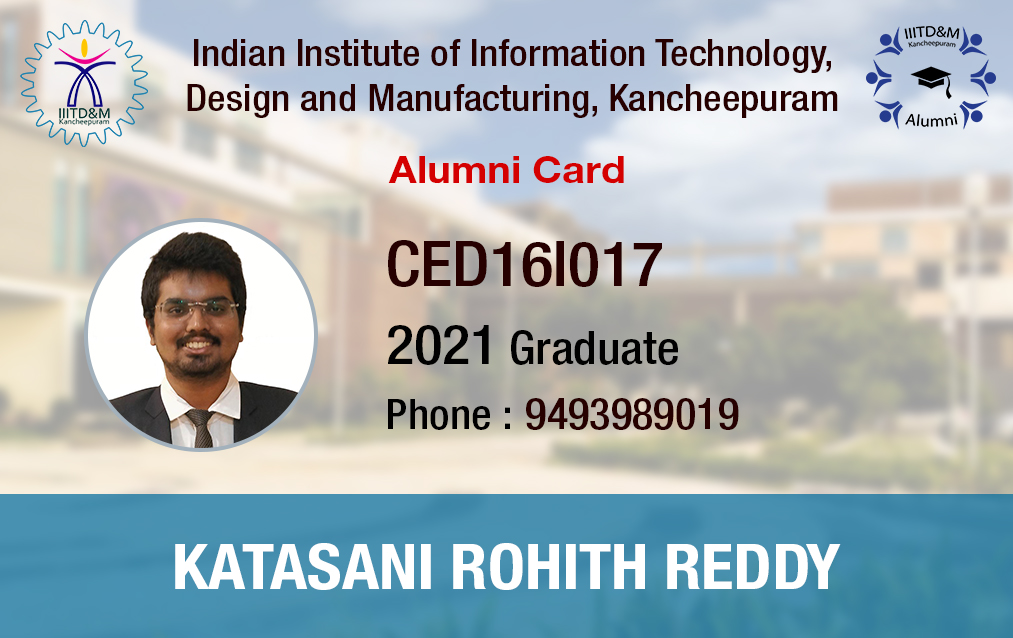 Indian Institute of Information Technology,
Design and Manufacturing, Kancheepuram
IIITD&M
Kancheepuram
IIITD&M
Kancheepuram
Alumni
Alumni Card
CED16I017
2021 Graduate
Phone : 9493989019
KATASANI ROHITH REDDY